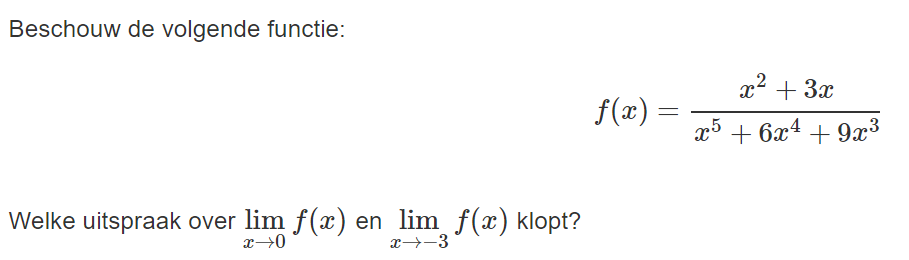 Beschouw de volgende functie:
f(x) = \frac{x^2 + 3x}{x^5 + 6x^4 + 9x^3}
Welke uitspraak over \lim_{x \to 0} f(x) en \lim_{x \to -3} f(x) klopt?